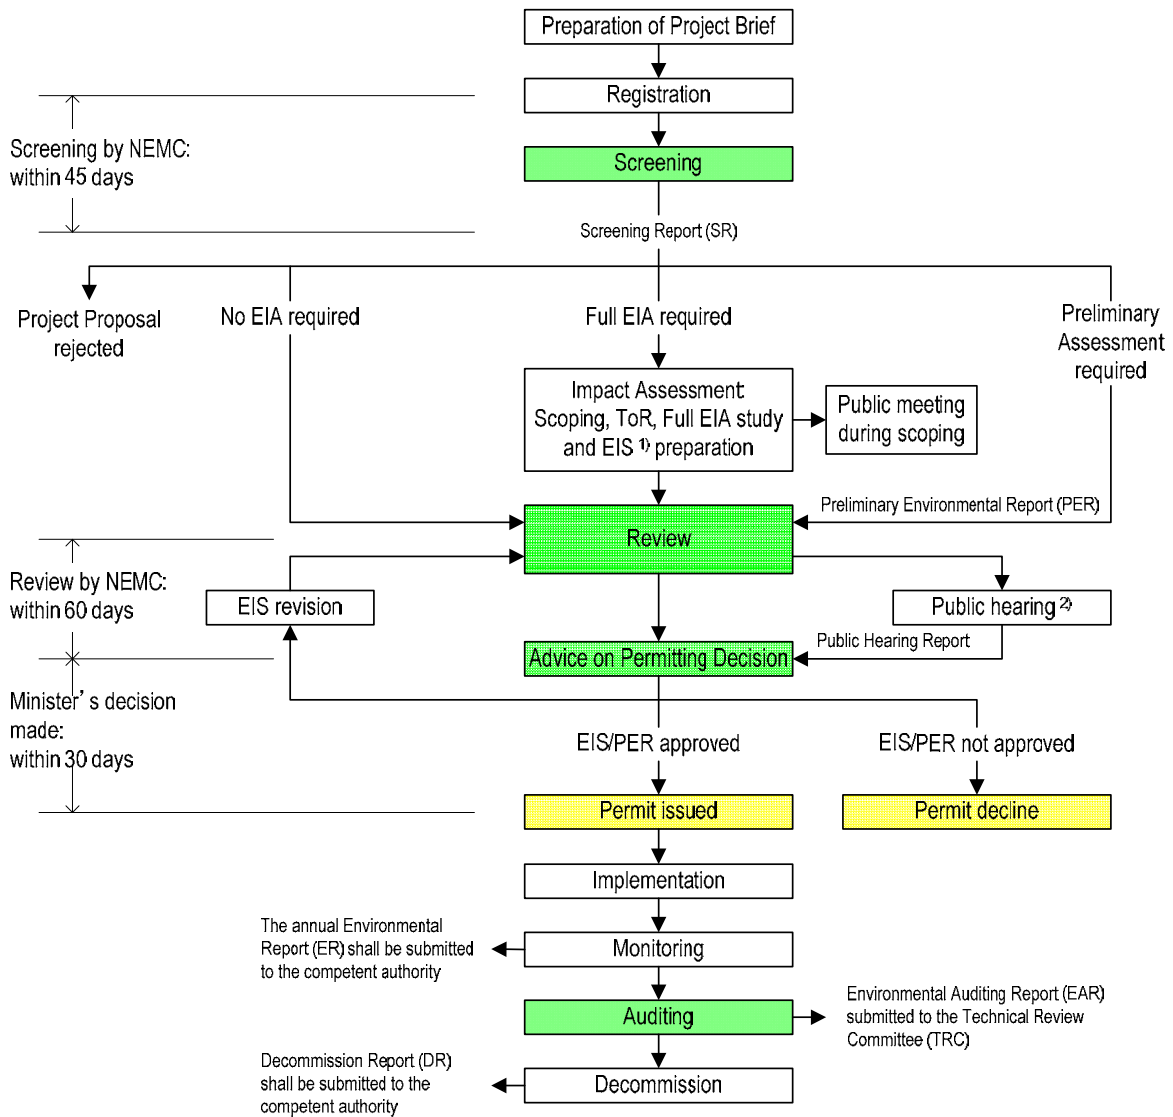 Preparation of Project Brief
Registration
Screening by NEMC:
within 45 days
Screening
Screening Report (SR)
Project Proposal
rejected
No EIA required
Full EIA required
Preliminary
Assessment
required
Impact Assessment
Scoping, ToR, Full EIA study
and EIS 1) preparation
Public meeting
during scoping
Preliminary Environmental Report (PER)
Review
Review by NEMC:
within 60 days
EIS revision
Public hearing 2)
Public Hearing Report
Advice on Permitting Decision
Minister's decision
made:
within 30 days
EIS/PER approved
EIS/PER not approved
Permit issued
Permit decline
Implementation
The annual Environmental
Report (ER) shall be submitted
to the competent authority
Monitoring
Auditing
Environmental Auditing Report (EAR)
submitted to the Technical Review
Committee (TRC)
Decommission Report (DR)
shall be submitted to the
competent authority
Decommission